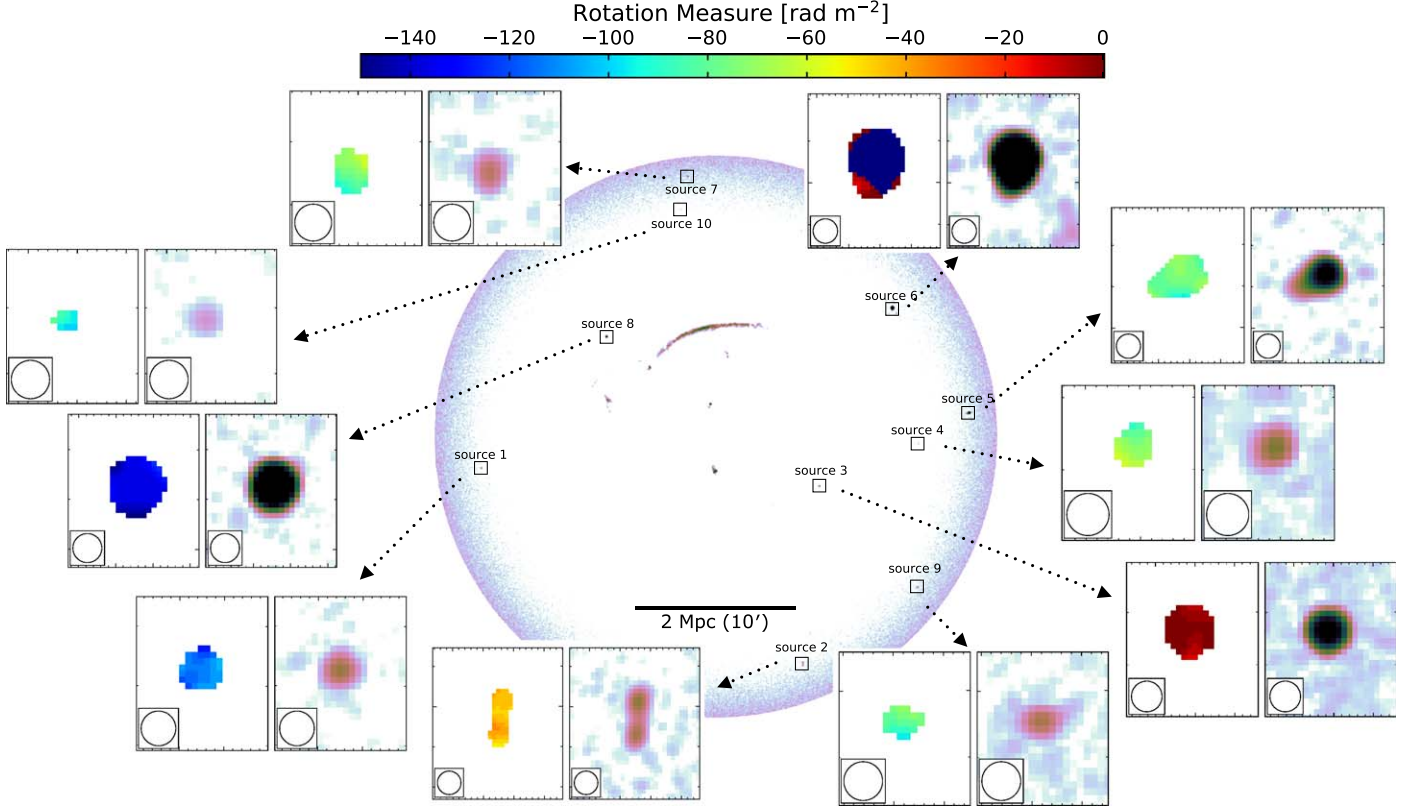 Rotation Measure [rad m⁻²]
−140 −120 −100 −80 −60 −40 −20 0
source 7
source 10
source 6
source 8
source 5
source 4
source 1
source 3
source 9
2 Mpc (10′)
source 2